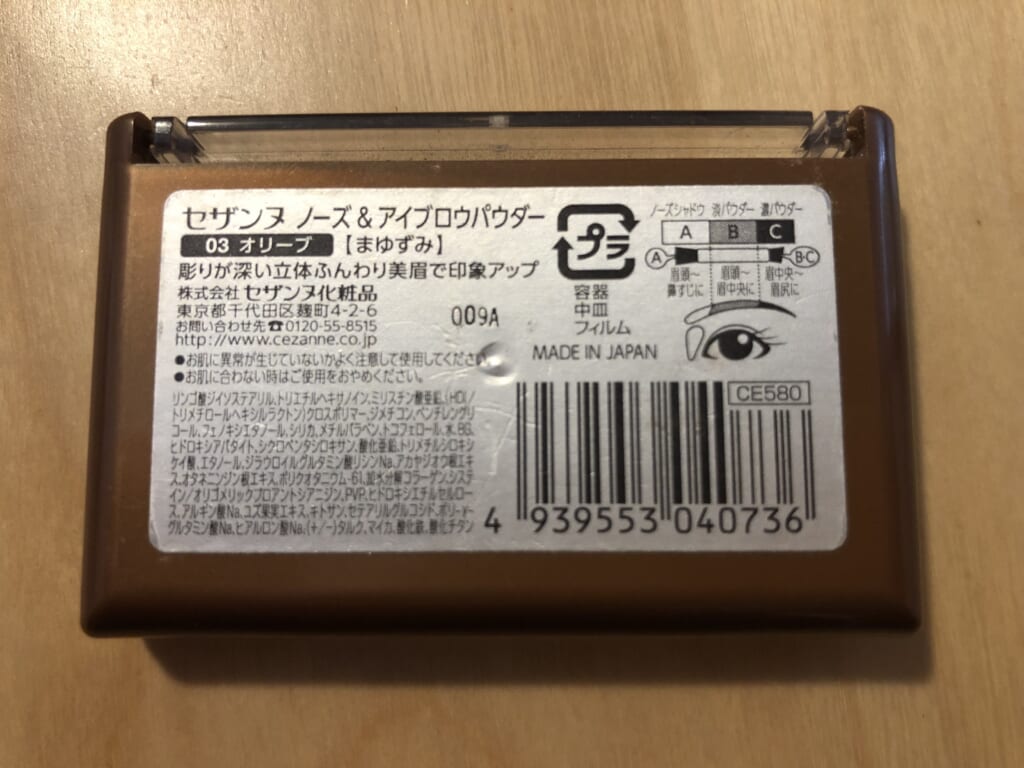 セザンヌ ノーズ&アイブロウパウダー
03 オリーブ 【まゆずみ】
彫りが深い立体ふんわり美眉で印象アップ
株式会社 セザンヌ化粧品
東京都千代田区麹町4-2-6
お問い合わせ先☎0120-55-8515
http://www.cezanne.co.jp
●お肌に異常が生じていないかよく注意して使用してください。
●お肌に合わない時はご使用をおやめください。
009A
リンゴ酸ジイソステアリル,トリエチルヘキサノイン,ミリスチン酸亜鉛,(HDI/
トリメチロールヘキシルラクトン)クロスポリマー,ジメチコン,ペンチレングリ
コール,フェノキシエタノール,シリカ,メチルパラベン,トコフェロール,水,BG,
ヒドロキシアパタイト,シクロペンタシロキサン,酸化亜鉛,トリメチルシロキシ
ケイ酸,エタノール,ジラウロイルグルタミン酸リシンNa,アカヤジオウ根エキ
ス,オタネニンジン根エキス,ポリクオタニウム-61,加水分解コラーゲン,システ
イン/オリゴメリックプロアントシアニジン,PVP,ヒドロキシエチルセルロー
ス,アルギン酸Na,ユズ果実エキス,キトサン,セテアリルグルコシド,ポリ-γ-
グルタミン酸Na,ヒアルロン酸Na,(+/-)タルク,マイカ,酸化鉄,酸化チタン
プラ
容器
中皿
フィルム
MADE IN JAPAN
ノーズシャドウ 淡パウダー 濃パウダー
A B C
A B·C
眉頭〜 眉頭〜 眉中央〜
鼻すじに 眉中央に 眉尻に
CE580
4 939553 040736